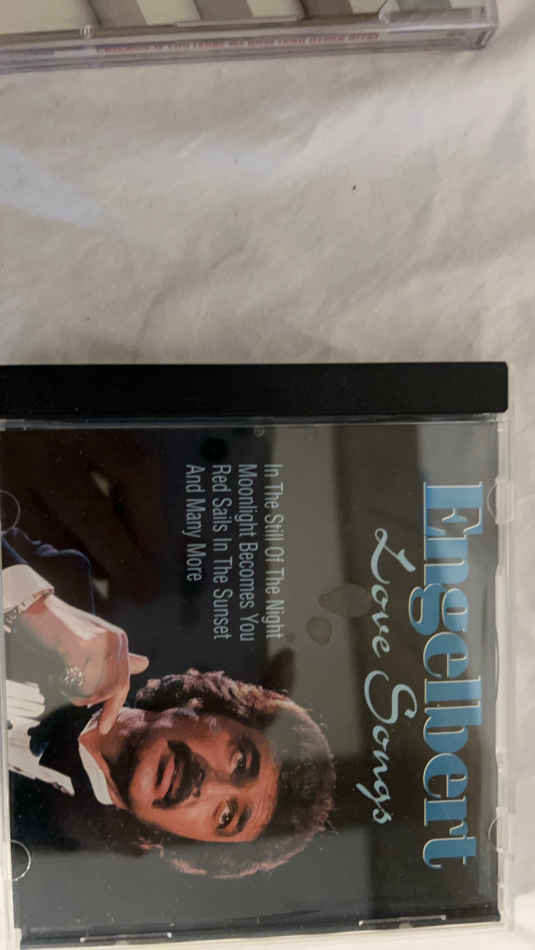 Engelbert
Love Songs
In The Still Of The Night
Moonlight Becomes You
Red Sails In The Sunset
And Many More